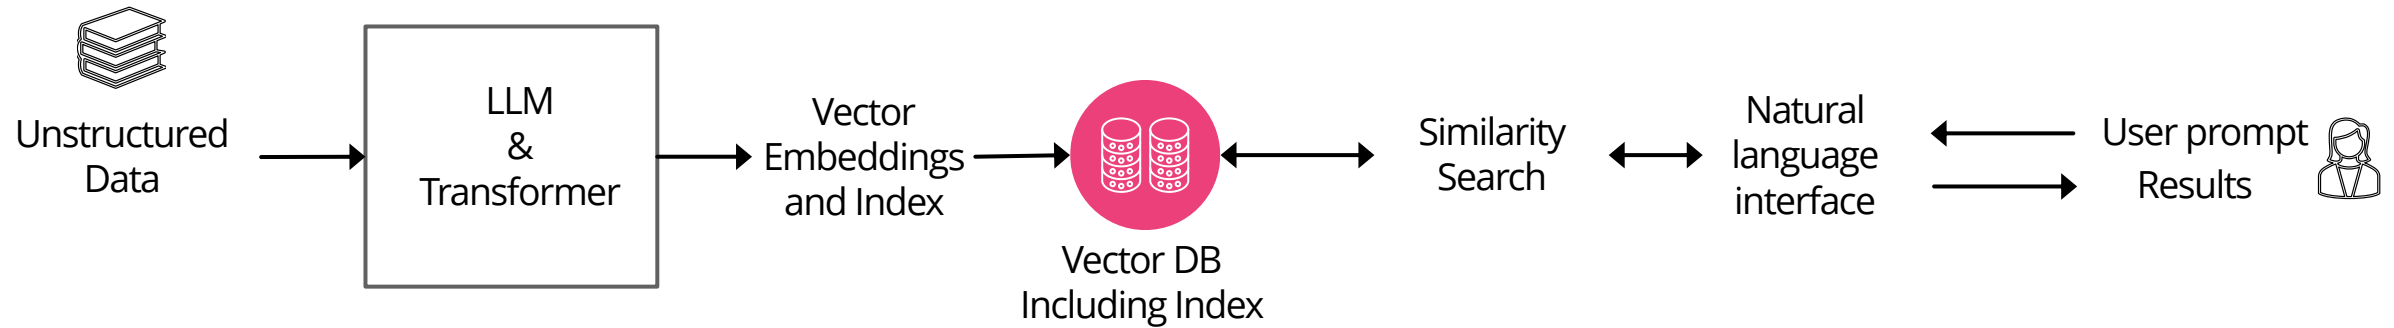 Unstructured
Data
LLM
&
Transformer
Vector
Embeddings
and Index
Vector DB
Including Index
Similarity
Search
Natural
language
interface
User prompt
Results